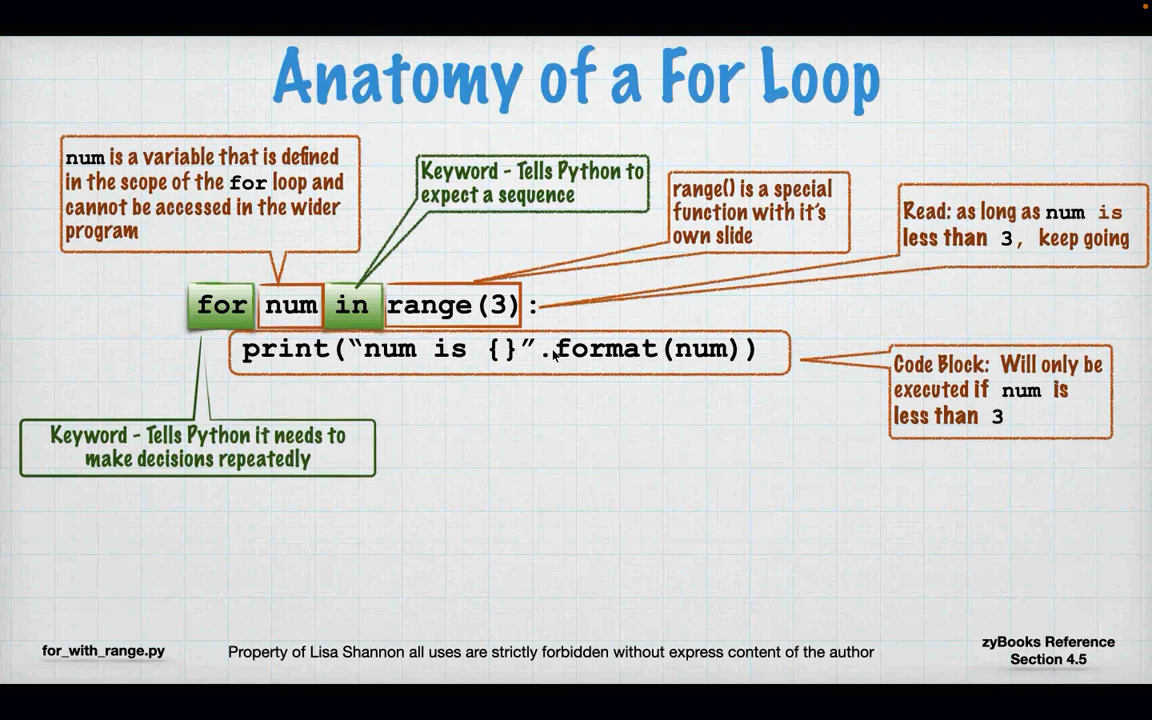 Anatomy of a For Loop
num is a variable that is defined
in the scope of the for loop and
cannot be accessed in the wider
program
Keyword - Tells Python to
expect a sequence
range() is a special
function with it's
own slide
Read: as long as num is
less than 3, keep going
for num in range(3):
print(“num is {}”.format(num))
Code Block: Will only be
executed if num is
less than 3
Keyword - Tells Python it needs to
make decisions repeatedly
for_with_range.py
Property of Lisa Shannon all uses are strictly forbidden without express content of the author
zyBooks Reference
Section 4.5